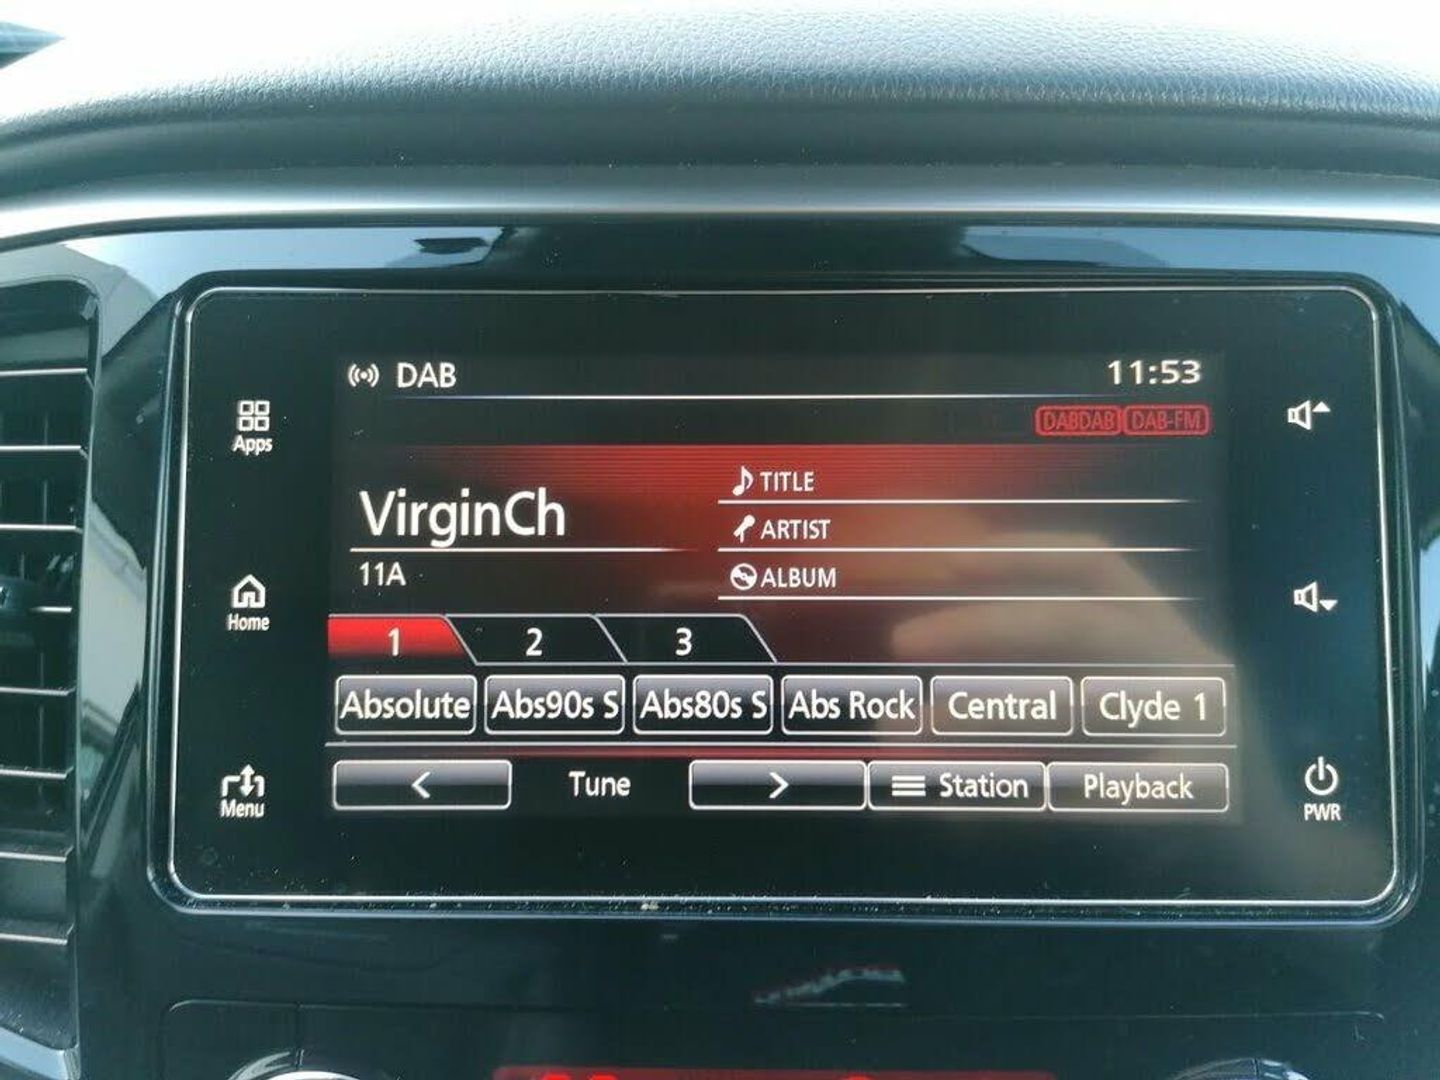 DAB 11:53
DABDAB DAB-FM
Apps
TITLE
VirginCh
ARTIST
11A
ALBUM
Home
1 2 3
Absolute Abs90s S Abs80s S Abs Rock Central Clyde 1
< Tune > Station Playback
Menu
PWR